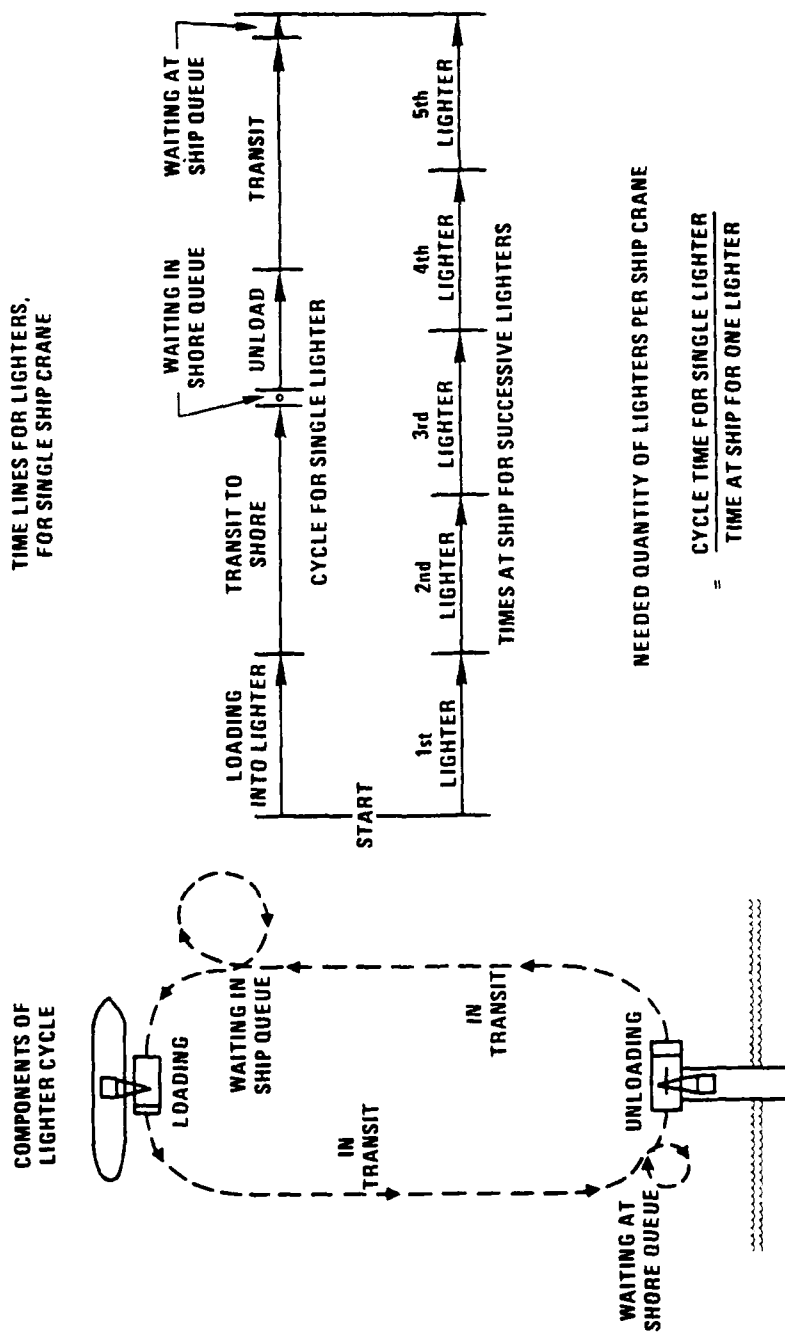 COMPONENTS OF
LIGHTER CYCLE
LOADING
WAITING IN
SHIP QUEUE
IN
TRANSIT
IN
TRANSIT
UNLOADING
WAITING AT
SHORE QUEUE
TIME LINES FOR LIGHTERS,
FOR SINGLE SHIP CRANE
WAITING IN
SHORE QUEUE
WAITING AT
SHIP QUEUE
LOADING
INTO LIGHTER
TRANSIT TO
SHORE
UNLOAD
TRANSIT
CYCLE FOR SINGLE LIGHTER
START
1st
LIGHTER
2nd
LIGHTER
3rd
LIGHTER
4th
LIGHTER
5th
LIGHTER
TIMES AT SHIP FOR SUCCESSIVE LIGHTERS
NEEDED QUANTITY OF LIGHTERS PER SHIP CRANE
= CYCLE TIME FOR SINGLE LIGHTER
TIME AT SHIP FOR ONE LIGHTER